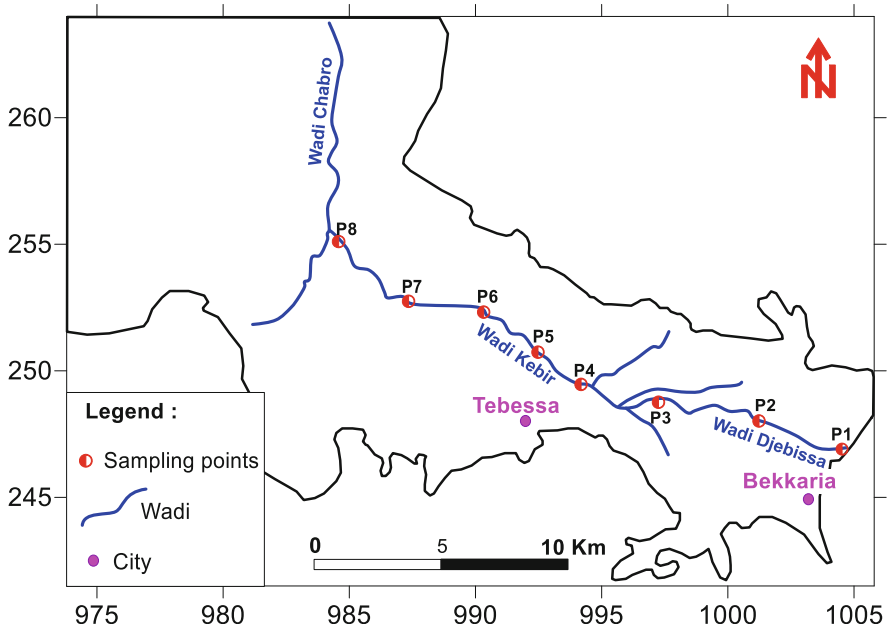 260
255
250
245
Wadi Chabro
N
P8
P7
P6
P5
Wadi Kebir
P4
Tebessa
P3
P2
P1
Wadi Djebissa
Bekkaria
Legend :
Sampling points
Wadi
City
0 5 10 Km
975 980 985 990 995 1000 1005